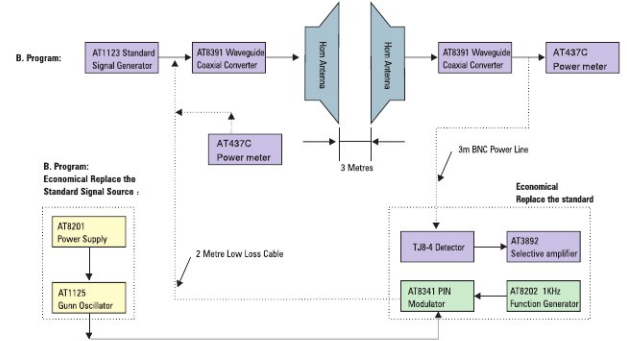 B. Program:
AT1123 Standard
Signal Generator
AT8391 Waveguide
Coaxial Converter
Horn Antenna
Horn Antenna
AT8391 Waveguide
Coaxial Converter
AT437C
Power meter
AT437C
Power meter
3 Metres
3m BNC Power Line
B. Program:
Economical Replace the
Standard Signal Source :
Economical
Replace the standard
AT8201
Power Supply
2 Metre Low Loss Cable
TJ8-4 Detector
AT3892
Selective amplifier
AT1125
Gunn Oscillator
AT8341 PIN
Modulator
AT8202 1KHz
Function Generator